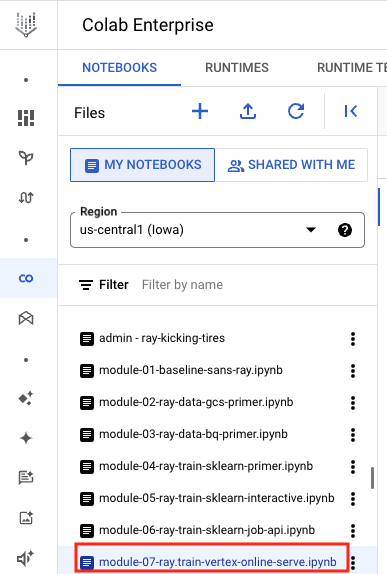 Colab Enterprise
NOTEBOOKS RUNTIMES RUNTIME TE
Files
MY NOTEBOOKS SHARED WITH ME
Region
us-central1 (Iowa)
Filter Filter by name
admin - ray-kicking-tires
module-01-baseline-sans-ray.ipynb
module-02-ray-data-gcs-primer.ipynb
module-03-ray-data-bq-primer.ipynb
module-04-ray-train-sklearn-primer.ipynb
module-05-ray-train-sklearn-interactive.ipynb
module-06-ray-train-sklearn-job-api.ipynb
module-07-ray.train-vertex-online-serve.ipynb